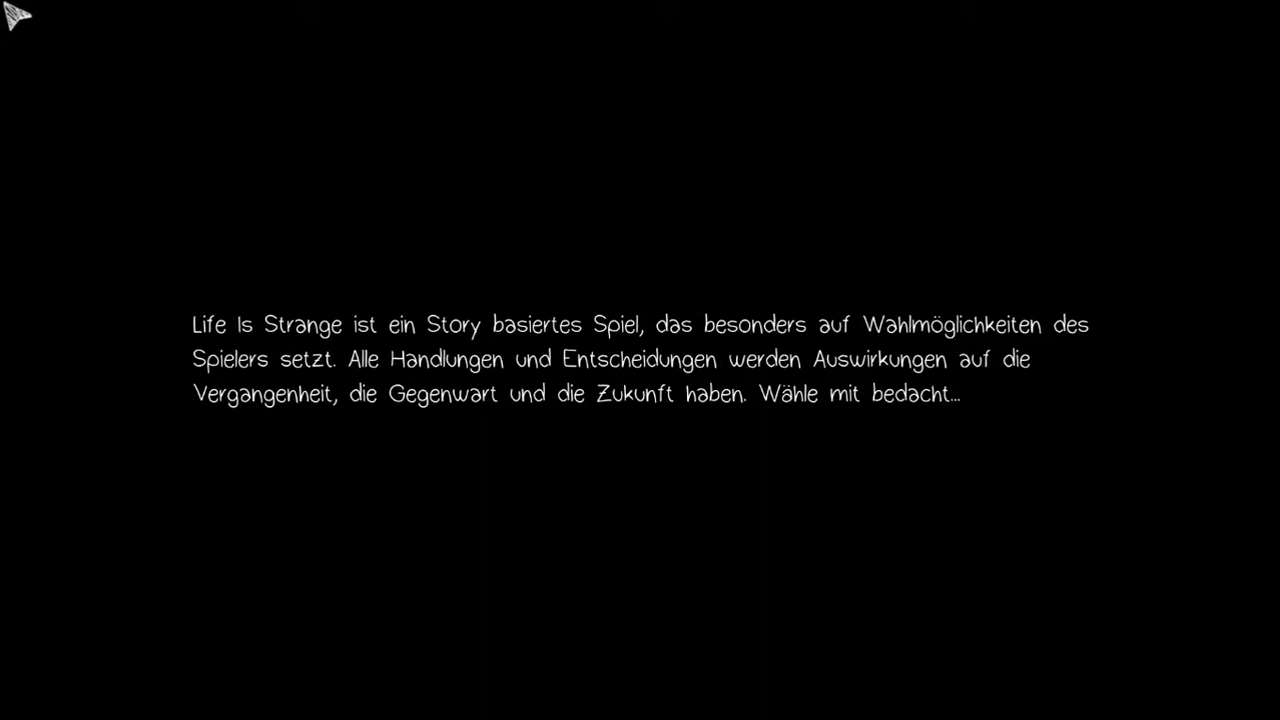 Life Is Strange ist ein Story basiertes Spiel, das besonders auf Wahlmöglichkeiten des
Spielers setzt. Alle Handlungen und Entscheidungen werden Auswirkungen auf die
Vergangenheit, die Gegenwart und die Zukunft haben. Wähle mit bedacht...